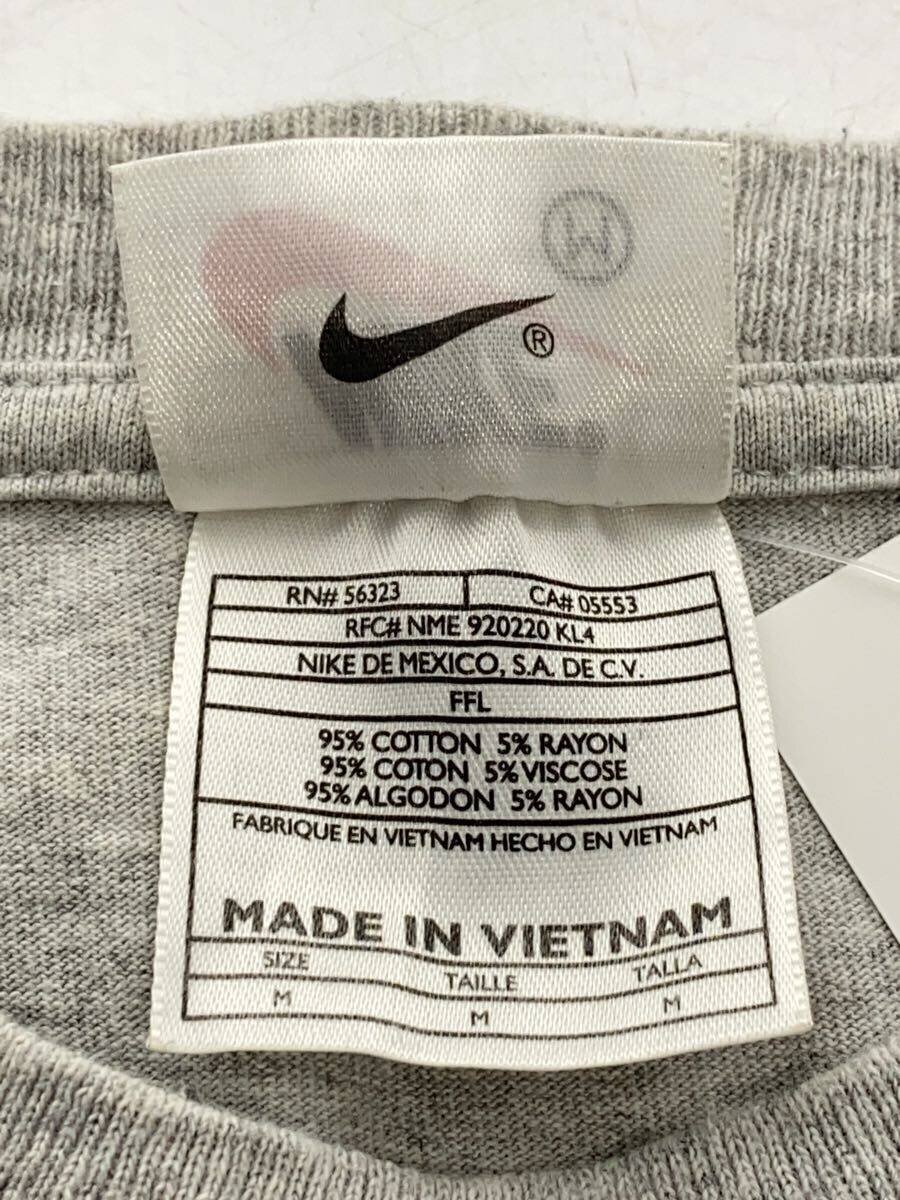 ®
RN# 56323 CA# 05553
RFC# NME 920220 KL4
NIKE DE MEXICO, S.A. DE C.V.
FFL
95% COTTON 5% RAYON
95% COTON 5% VISCOSE
95% ALGODON 5% RAYON
FABRIQUE EN VIETNAM HECHO EN VIETNAM
MADE IN VIETNAM
SIZE TAILLE TALLA
M M M